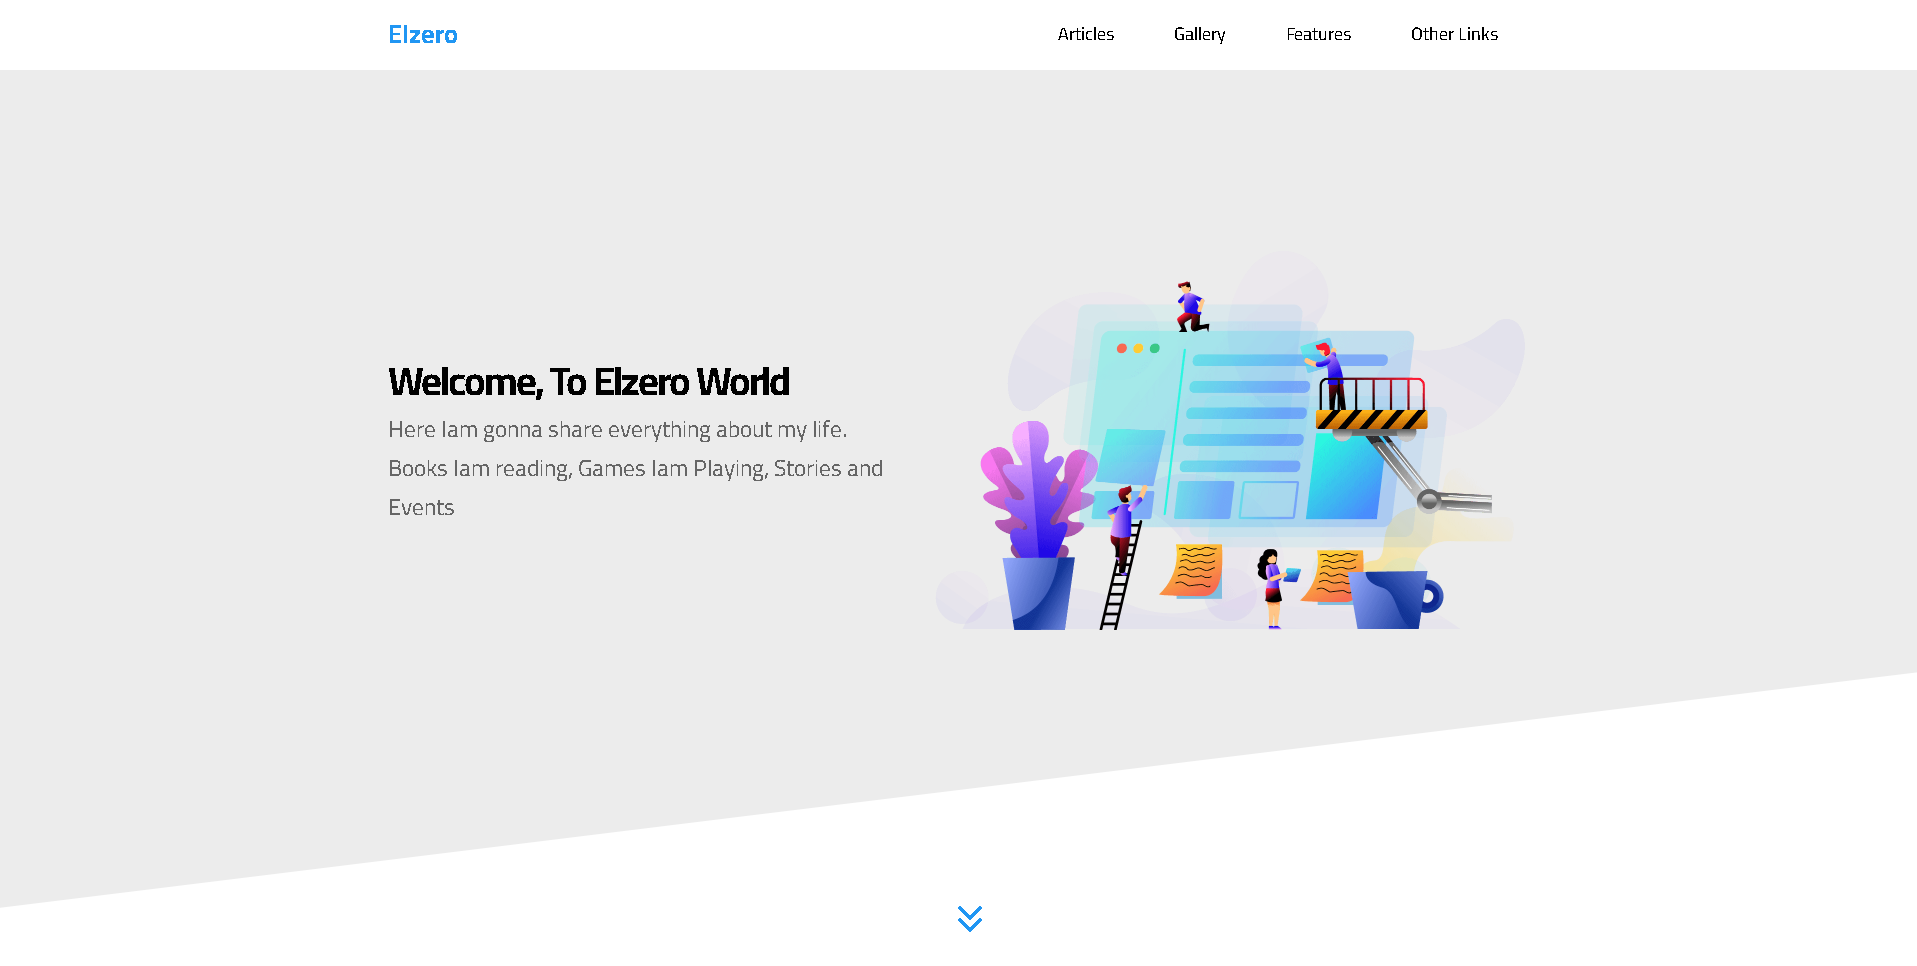 Elzero
Articles
Gallery
Features
Other Links
Welcome, To Elzero World
Here Iam gonna share everything about my life.
Books Iam reading, Games Iam Playing, Stories and
Events